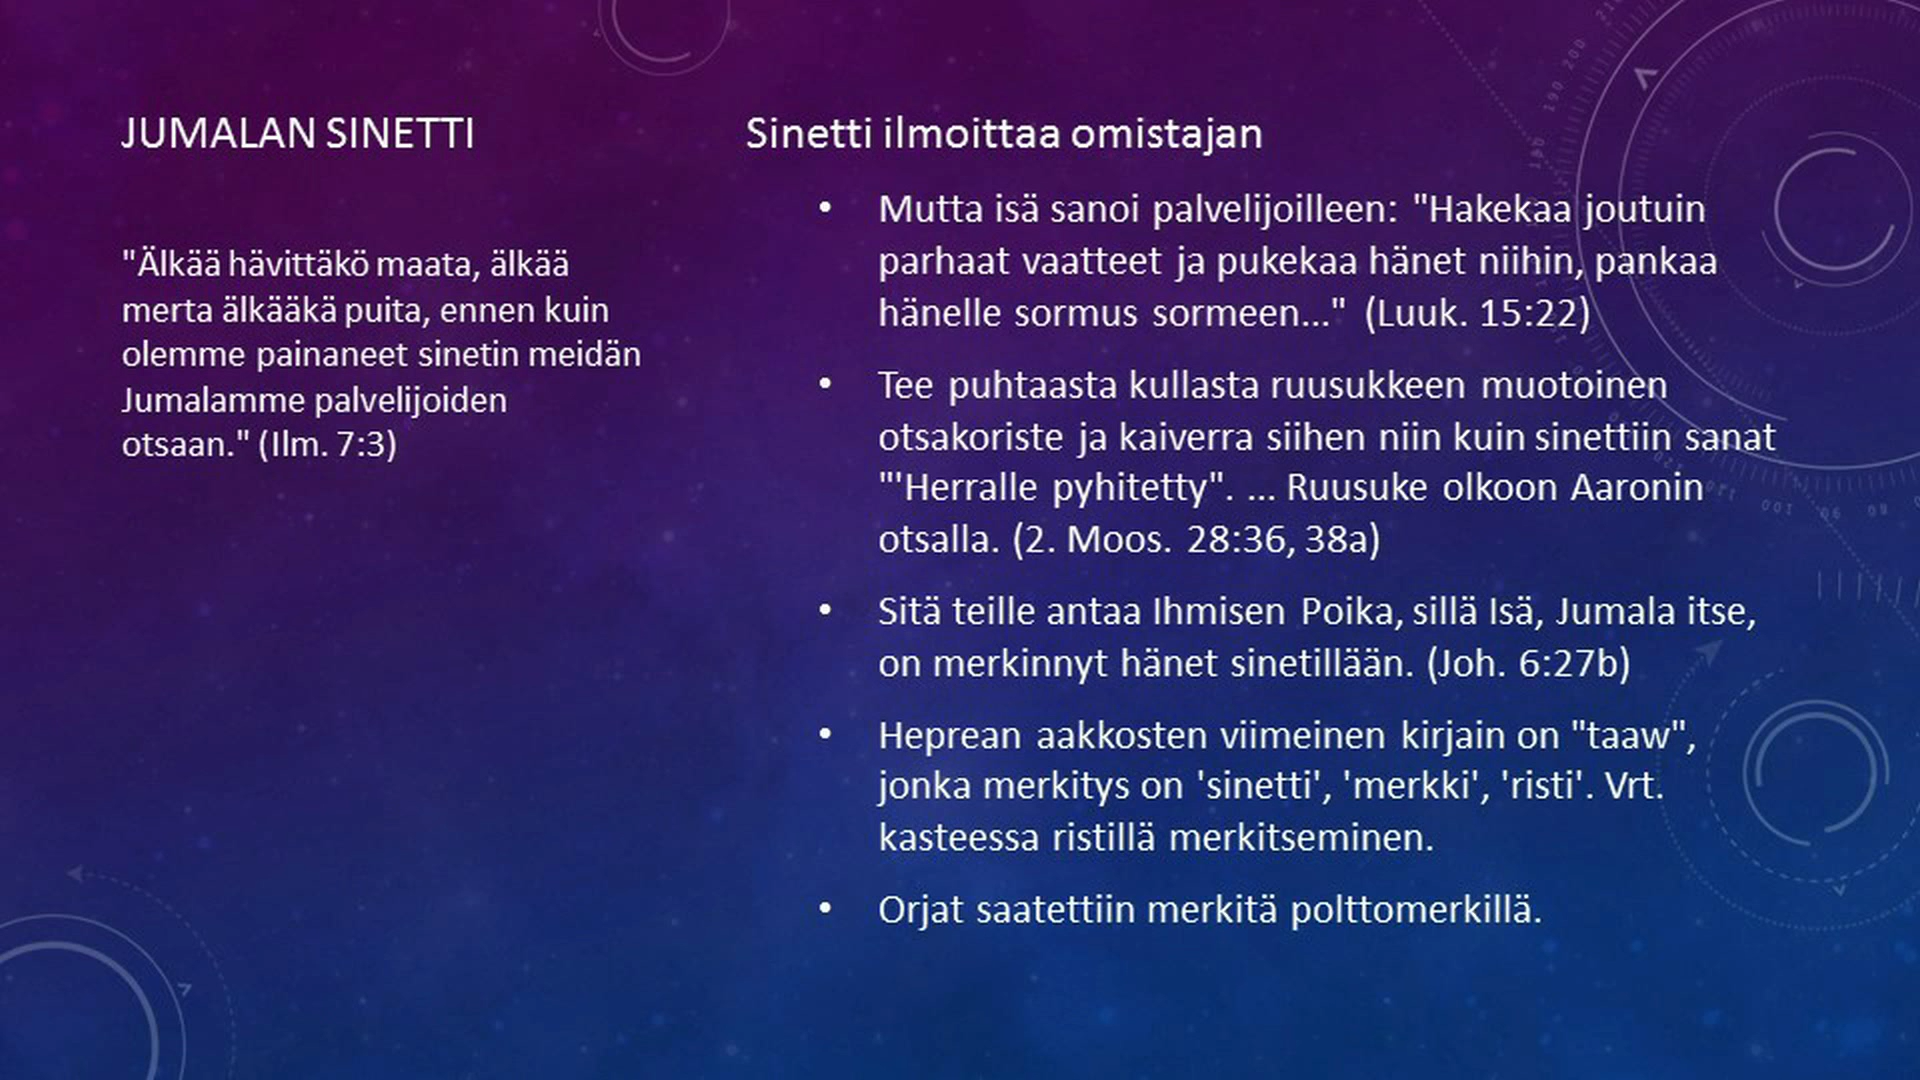 JUMALAN SINETTI
"Älkää hävittäkö maata, älkää
merta älkääkä puita, ennen kuin
olemme painaneet sinetin meidän
Jumalamme palvelijoiden
otsaan." (Ilm. 7:3)
Sinetti ilmoittaa omistajan
• Mutta isä sanoi palvelijoilleen: "Hakekaa joutuin
parhaat vaatteet ja pukekaa hänet niihin, pankaa
hänelle sormus sormeen..." (Luuk. 15:22)
• Tee puhtaasta kullasta ruusukkeen muotoinen
otsakoriste ja kaiverra siihen niin kuin sinettiin sanat
"'Herralle pyhitetty". ... Ruusuke olkoon Aaronin
otsalla. (2. Moos. 28:36, 38a)
• Sitä teille antaa Ihmisen Poika, sillä Isä, Jumala itse,
on merkinnyt hänet sinetillään. (Joh. 6:27b)
• Heprean aakkosten viimeinen kirjain on "taaw",
jonka merkitys on 'sinetti', 'merkki', 'risti'. Vrt.
kasteessa ristillä merkitseminen.
• Orjat saatettiin merkitä polttomerkillä.